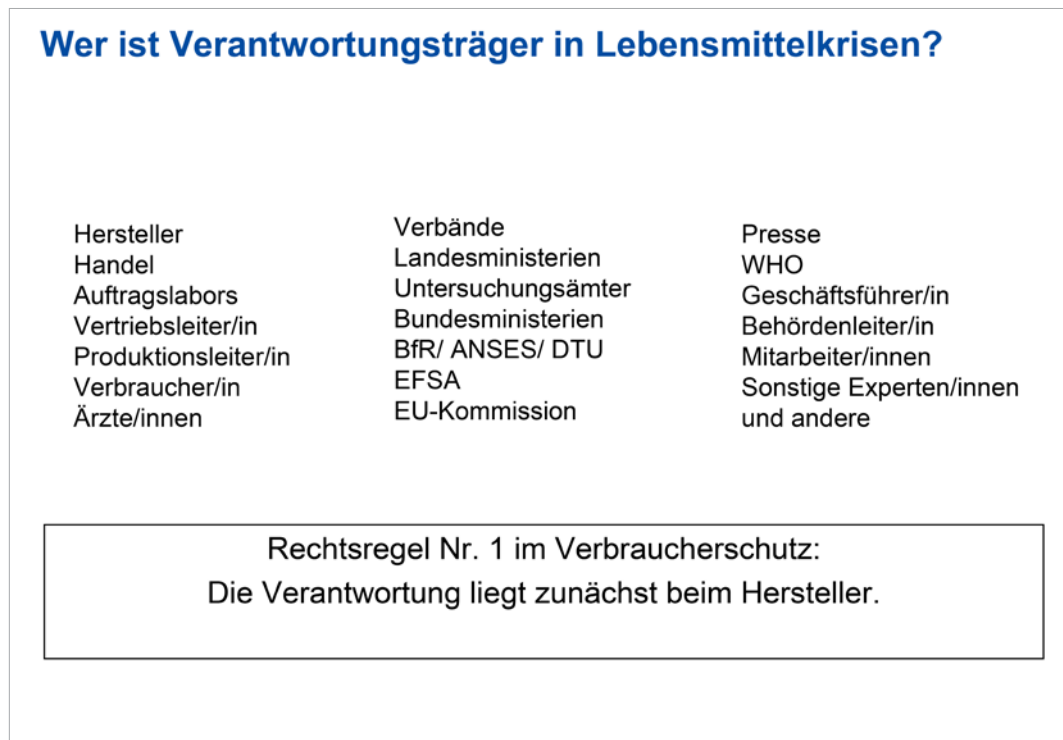 Wer ist Verantwortungsträger in Lebensmittelkrisen?
Hersteller
Handel
Auftragslabors
Vertriebsleiter/in
Produktionsleiter/in
Verbraucher/in
Ärzte/innen
Verbände
Landesministerien
Untersuchungsämter
Bundesministerien
BfR/ ANSES/ DTU
EFSA
EU-Kommission
Presse
WHO
Geschäftsführer/in
Behördenleiter/in
Mitarbeiter/innen
Sonstige Experten/innen
und andere
Rechtsregel Nr. 1 im Verbraucherschutz:
Die Verantwortung liegt zunächst beim Hersteller.